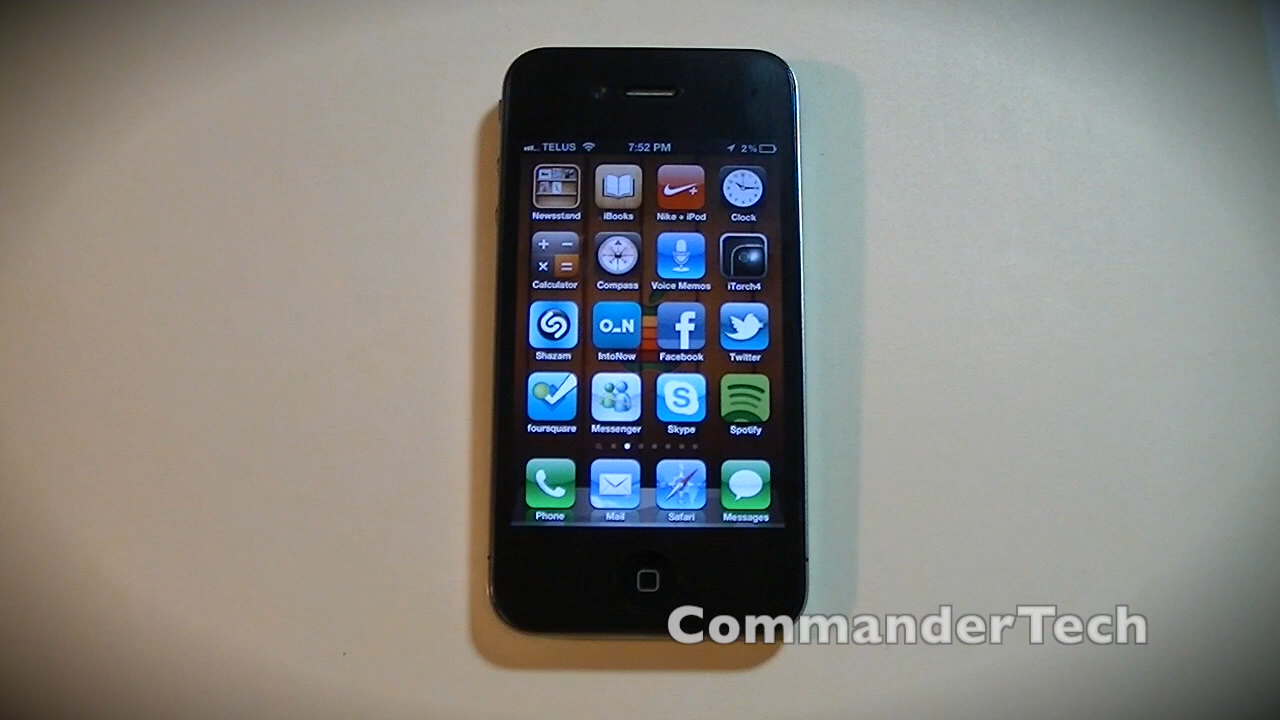 TELUS 7:52 PM 2%
Newsstand iBooks Nike + iPod Clock
Calculator Compass Voice Memos iTorch4
O_N
Shazam IntoNow Facebook Twitter
foursquare Messenger Skype Spotify
Phone Mail Safari Messages
CommanderTech